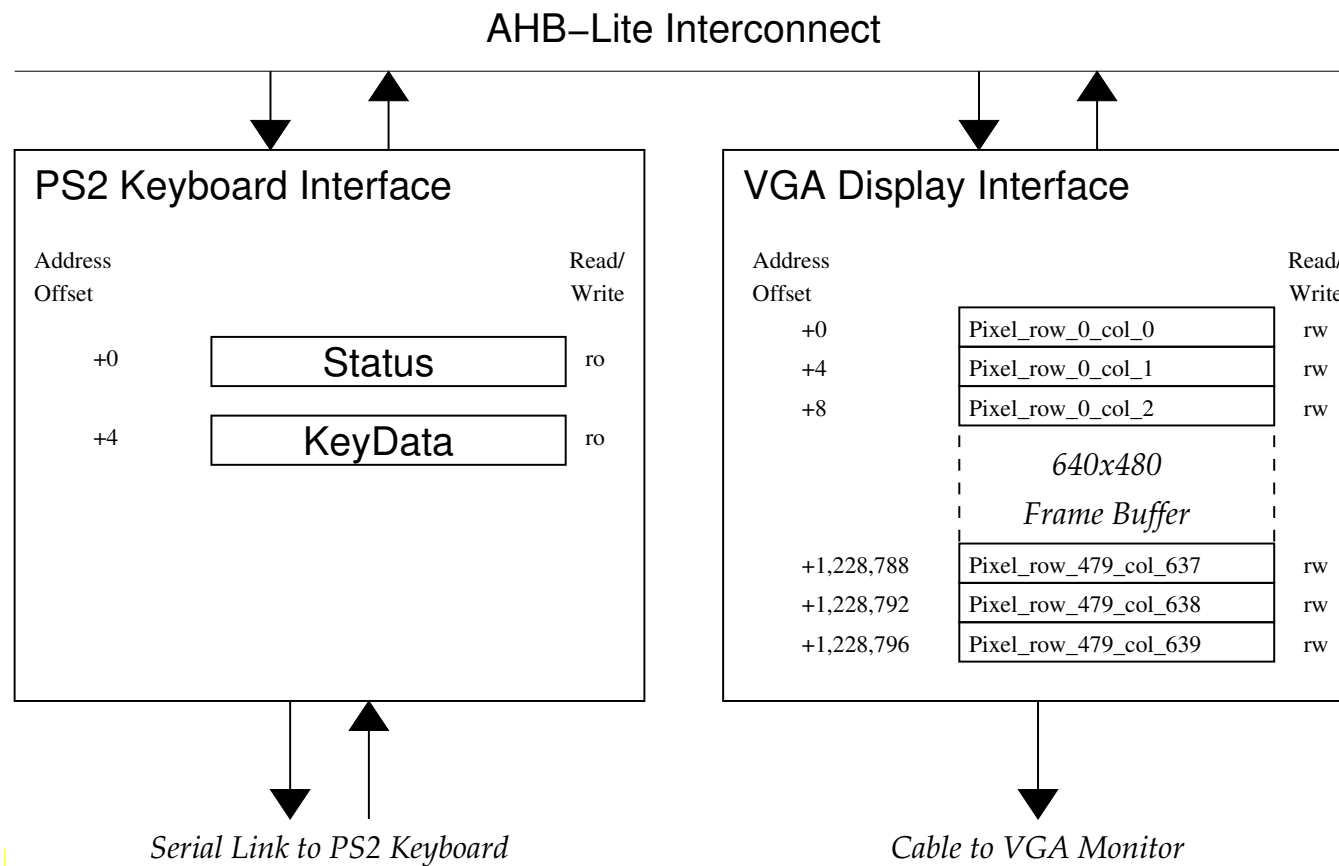 AHB–Lite Interconnect
PS2 Keyboard Interface
Address Read/
Offset Write
+0 Status ro
+4 KeyData ro
Serial Link to PS2 Keyboard
VGA Display Interface
Address Read/
Offset Write
+0 Pixel_row_0_col_0 rw
+4 Pixel_row_0_col_1 rw
+8 Pixel_row_0_col_2 rw
640x480
Frame Buffer
+1,228,788 Pixel_row_479_col_637 rw
+1,228,792 Pixel_row_479_col_638 rw
+1,228,796 Pixel_row_479_col_639 rw
Cable to VGA Monitor